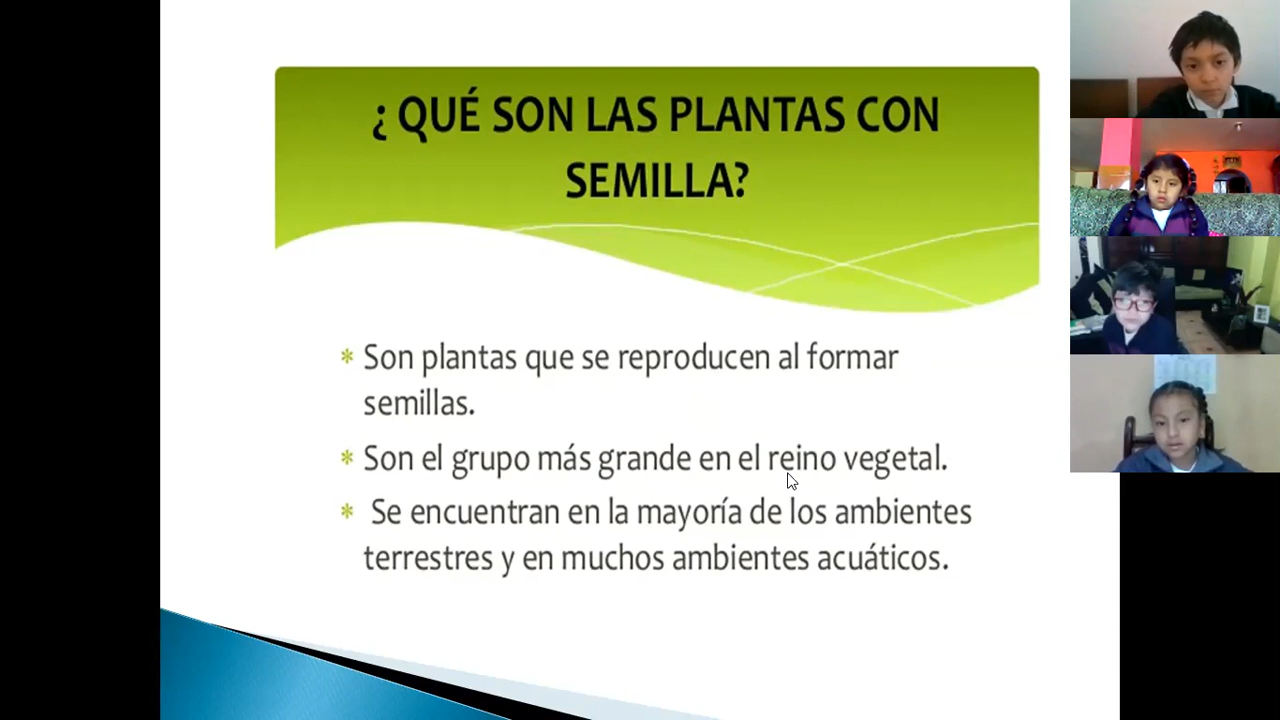 ¿ QUÉ SON LAS PLANTAS CON
SEMILLA?
* Son plantas que se reproducen al formar
semillas.
* Son el grupo más grande en el reino vegetal.
* Se encuentran en la mayoría de los ambientes
terrestres y en muchos ambientes acuáticos.